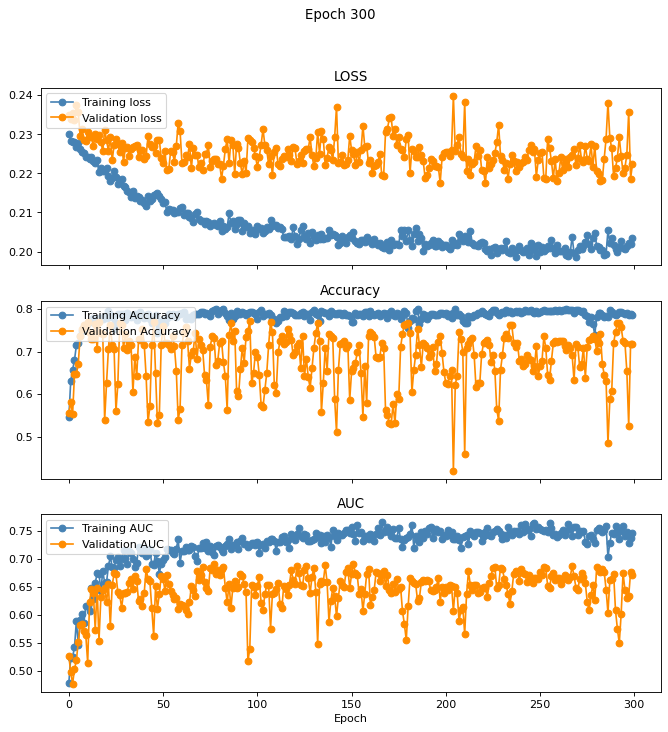 Epoch 300
LOSS
0.24
0.23
0.22
0.21
0.20
Training loss
Validation loss
Accuracy
0.8
0.7
0.6
0.5
Training Accuracy
Validation Accuracy
AUC
0.75
0.70
0.65
0.60
0.55
0.50
Training AUC
Validation AUC
0 50 100 150 200 250 300
Epoch